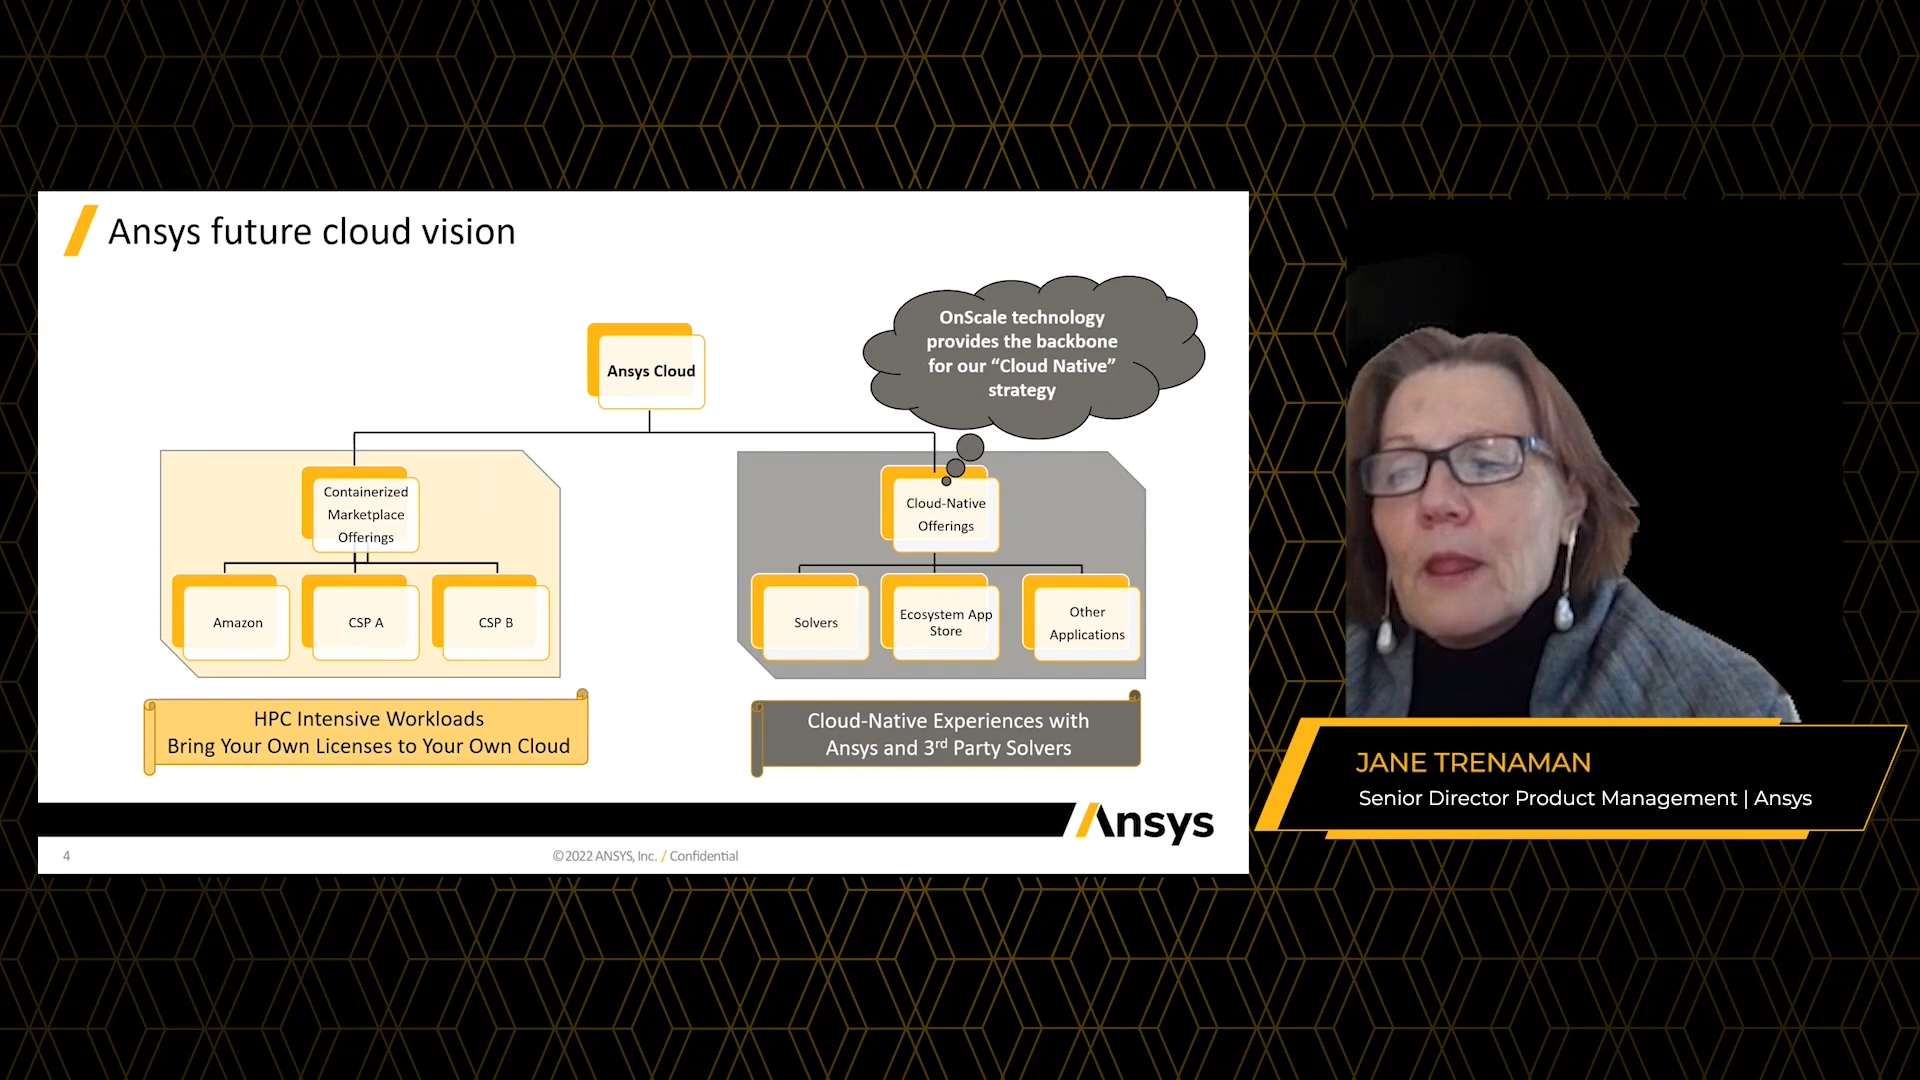 Ansys future cloud vision
OnScale technology
provides the backbone
for our “Cloud Native”
strategy
Ansys Cloud
Containerized
Marketplace
Offerings
Cloud-Native
Offerings
Amazon
CSP A
CSP B
Solvers
Ecosystem App
Store
Other
Applications
HPC Intensive Workloads
Bring Your Own Licenses to Your Own Cloud
Cloud-Native Experiences with
Ansys and 3rd Party Solvers
JANE TRENAMAN
Senior Director Product Management | Ansys
Ansys
4
©2022 ANSYS, Inc. / Confidential